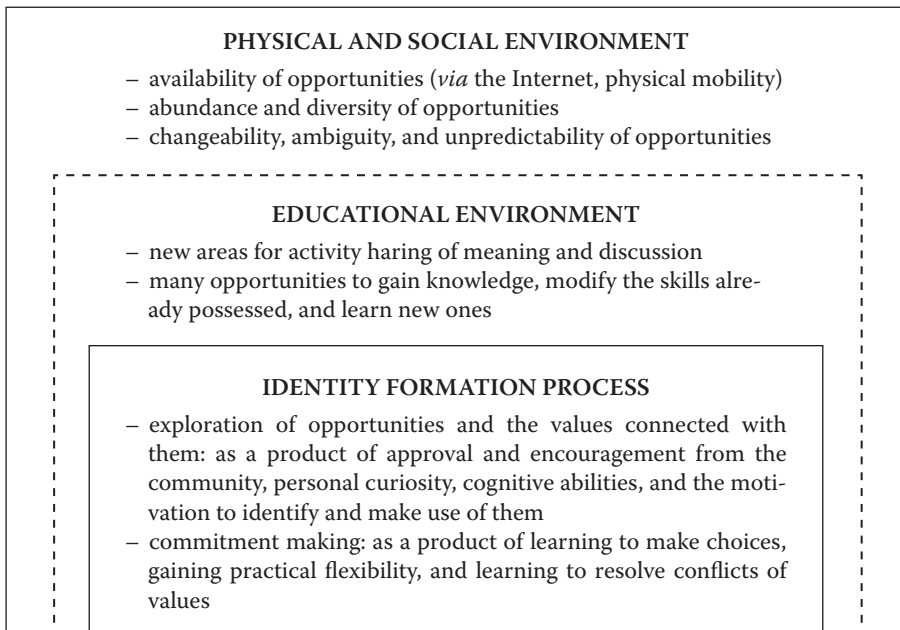 PHYSICAL AND SOCIAL ENVIRONMENT
– availability of opportunities (via the Internet, physical mobility)
– abundance and diversity of opportunities
– changeability, ambiguity, and unpredictability of opportunities
EDUCATIONAL ENVIRONMENT
– new areas for activity haring of meaning and discussion
– many opportunities to gain knowledge, modify the skills alre-
ady possessed, and learn new ones
IDENTITY FORMATION PROCESS
– exploration of opportunities and the values connected with
them: as a product of approval and encouragement from the
community, personal curiosity, cognitive abilities, and the moti-
vation to identify and make use of them
– commitment making: as a product of learning to make choices,
gaining practical flexibility, and learning to resolve conflicts of
values